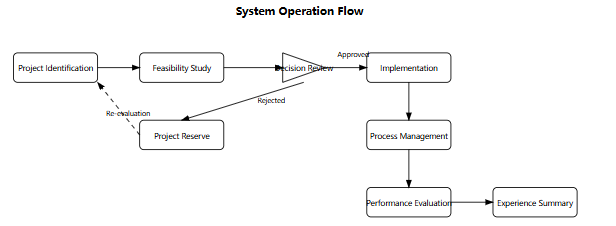 System Operation Flow
Approved
Project Identification
Feasibility Study
Decision Review
Implementation
Rejected
Re-evaluation
Project Reserve
Process Management
Performance Evaluation
Experience Summary